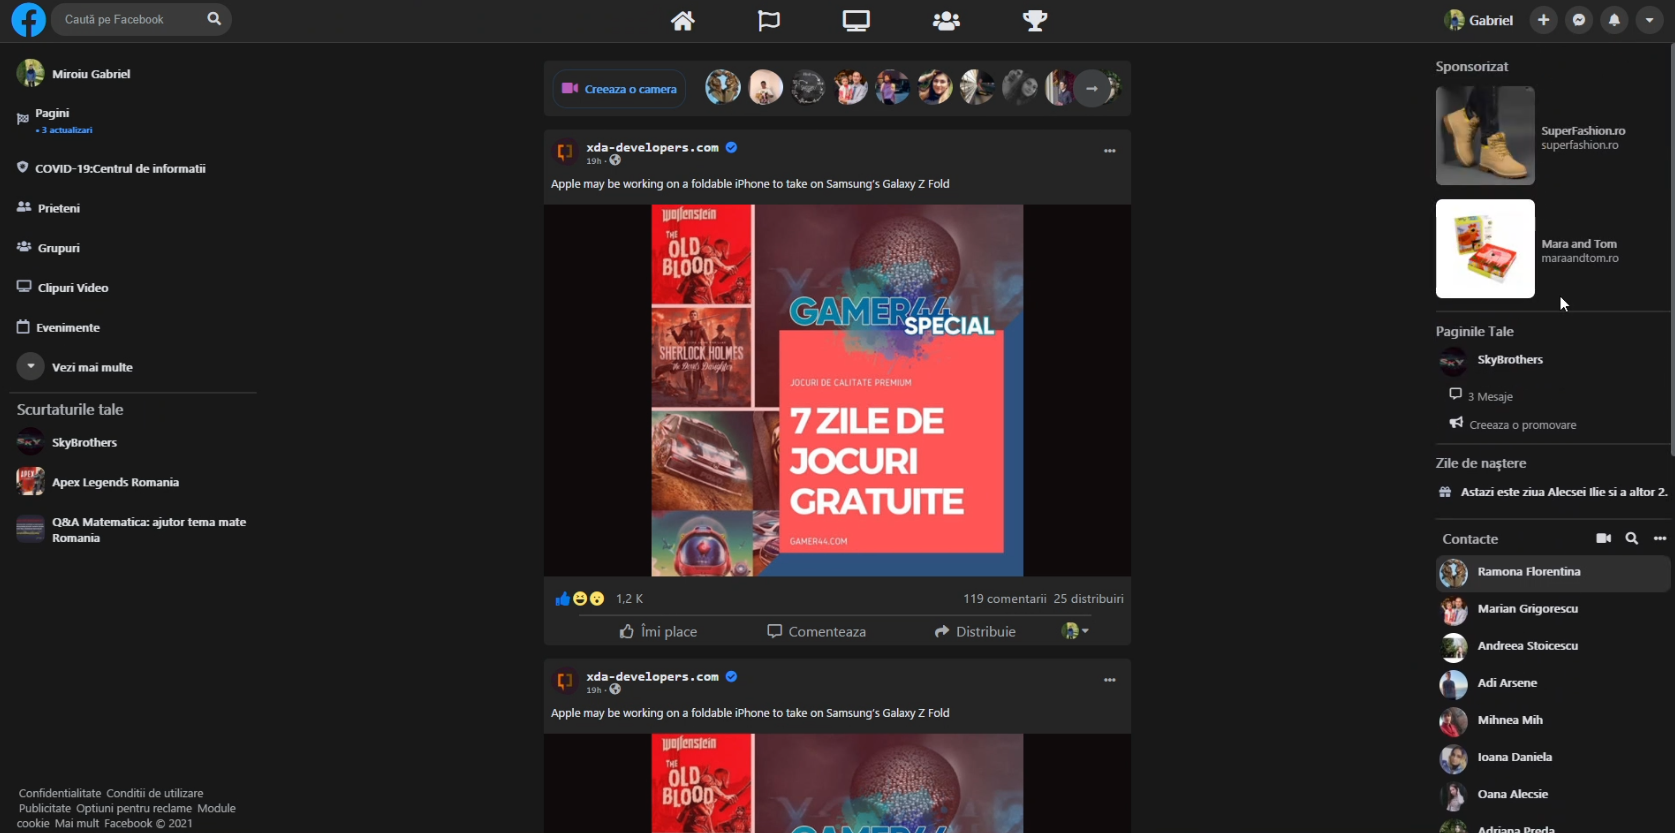 Caută pe Facebook
Gabriel
Miroiu Gabriel
Pagini
• 3 actualizari
COVID-19:Centrul de informatii
Prieteni
Grupuri
Clipuri Video
Evenimente
Vezi mai multe
Scurtaturile tale
SkyBrothers
Apex Legends Romania
Q&A Matematica: ajutor tema mate
Romania
Confidentialitate Conditii de utilizare
Publicitate Optiuni pentru reclame Module
cookie Mai mult Facebook © 2021
Creeaza o camera
xda-developers.com
19h ·
Apple may be working on a foldable iPhone to take on Samsung's Galaxy Z Fold
Wolfenstein
THE
OLD
BLOOD
SHERLOCK HOLMES
The Devil's Daughter
GAMER44
SPECIAL
JOCURI DE CALITATE PREMIUM
7 ZILE DE
JOCURI
GRATUITE
GAMER44.COM
1,2 K
119 comentarii 25 distribuiri
Îmi place
Comenteaza
Distribuie
xda-developers.com
19h ·
Apple may be working on a foldable iPhone to take on Samsung's Galaxy Z Fold
Wolfenstein
THE
OLD
BLOOD
GAMER44
Sponsorizat
SuperFashion.ro
superfashion.ro
Mara and Tom
maraandtom.ro
Paginile Tale
SkyBrothers
3 Mesaje
Creeaza o promovare
Zile de naştere
Astazi este ziua Alecsei Ilie si a altor 2.
Contacte
Ramona Florentina
Marian Grigorescu
Andreea Stoicescu
Adi Arsene
Mihnea Mih
Ioana Daniela
Oana Alecsie
Adriana Preda